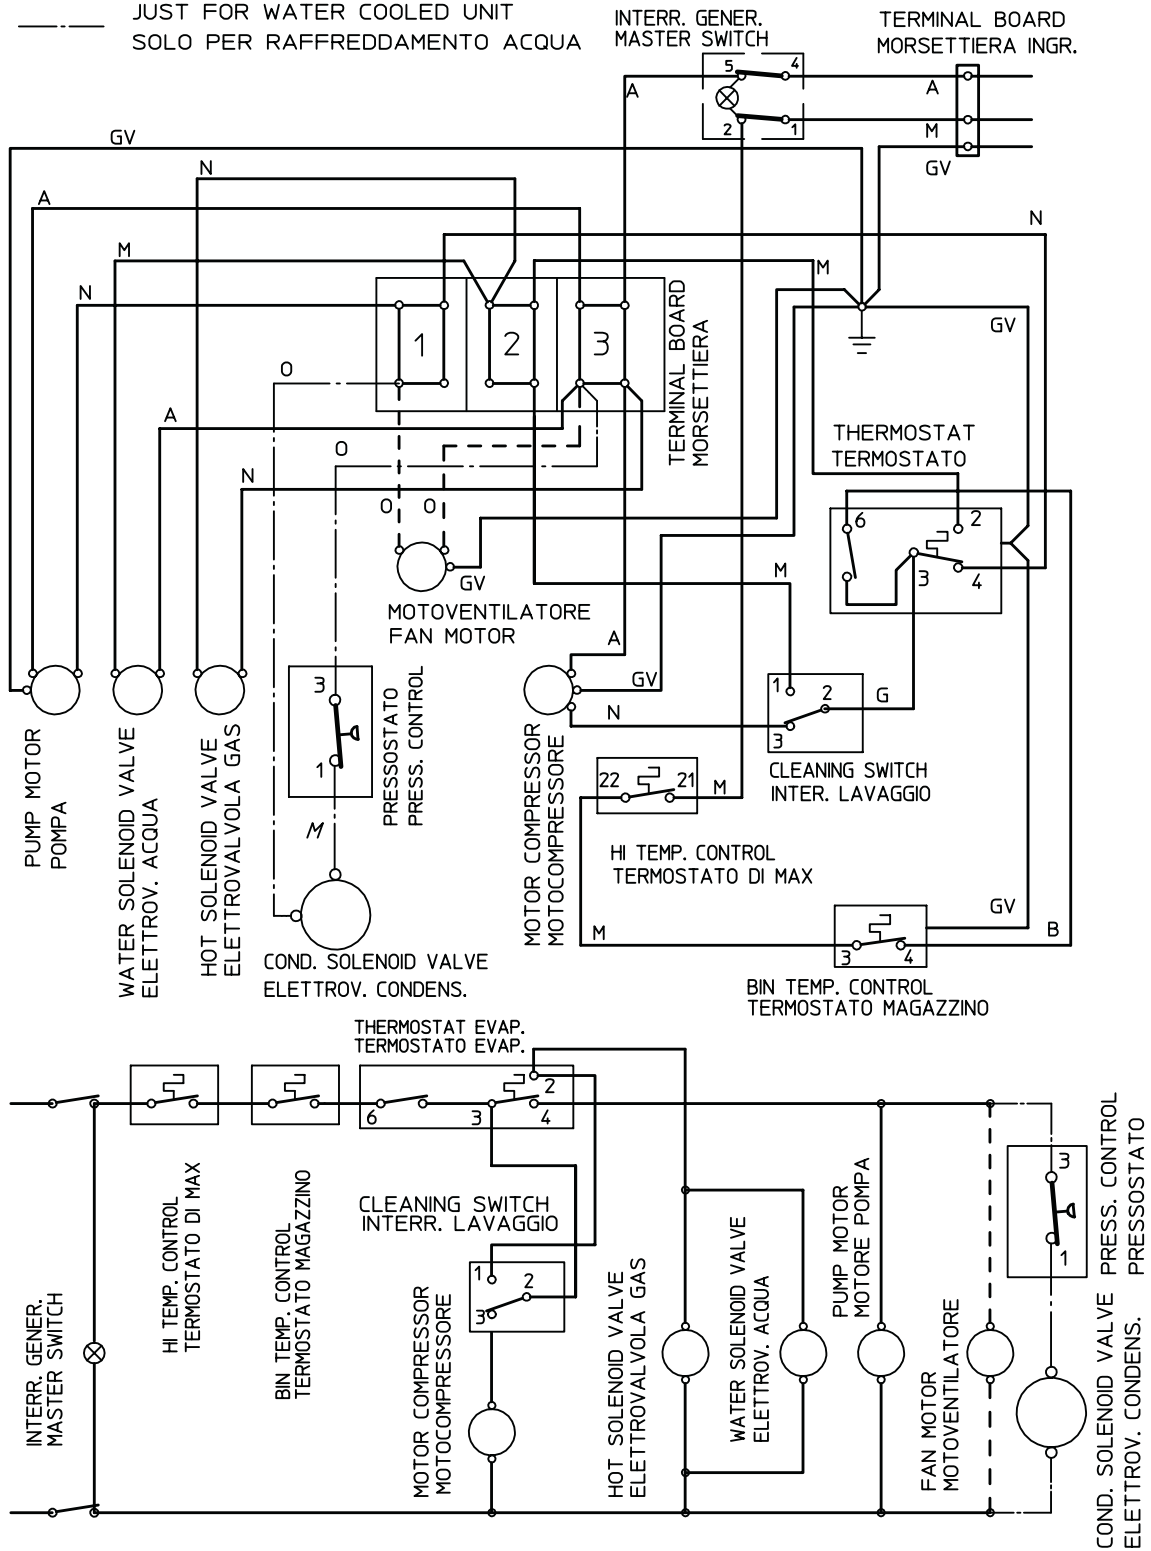 JUST FOR WATER COOLED UNIT
SOLO PER RAFFREDDAMENTO ACQUA
INTERR. GENER.
MASTER SWITCH
TERMINAL BOARD
MORSETTIERA INGR.
5
4
2
1
A
A
M
GV
GV
N
A
M
N
N
M
GV
1
2
3
TERMINAL BOARD
MORSETTIERA
O
A
O
N
O
O
GV
MOTOVENTILATORE
FAN MOTOR
THERMOSTAT
TERMOSTATO
6
2
3
4
M
A
GV
N
G
1
2
3
CLEANING SWITCH
INTER. LAVAGGIO
3
1
M
PRESSOSTATO
PRESS. CONTROL
PUMP MOTOR
POMPA
WATER SOLENOID VALVE
ELETTROV. ACQUA
HOT SOLENOID VALVE
ELETTROVALVOLA GAS
COND. SOLENOID VALVE
ELETTROV. CONDENS.
MOTOR COMPRESSOR
MOTOCOMPRESSORE
22
21
M
HI TEMP. CONTROL
TERMOSTATO DI MAX
M
GV
B
3
4
BIN TEMP. CONTROL
TERMOSTATO MAGAZZINO
THERMOSTAT EVAP.
TERMOSTATO EVAP.
6
3
2
4
INTERR. GENER.
MASTER SWITCH
HI TEMP. CONTROL
TERMOSTATO DI MAX
BIN TEMP. CONTROL
TERMOSTATO MAGAZZINO
CLEANING SWITCH
INTERR. LAVAGGIO
1
2
3
MOTOR COMPRESSOR
MOTOCOMPRESSORE
HOT SOLENOID VALVE
ELETTROVALVOLA GAS
WATER SOLENOID VALVE
ELETTROV. ACQUA
PUMP MOTOR
MOTORE POMPA
FAN MOTOR
MOTOVENTILATORE
3
1
COND. SOLENOID VALVE PRESS. CONTROL
ELETTROV. CONDENS. PRESSOSTATO